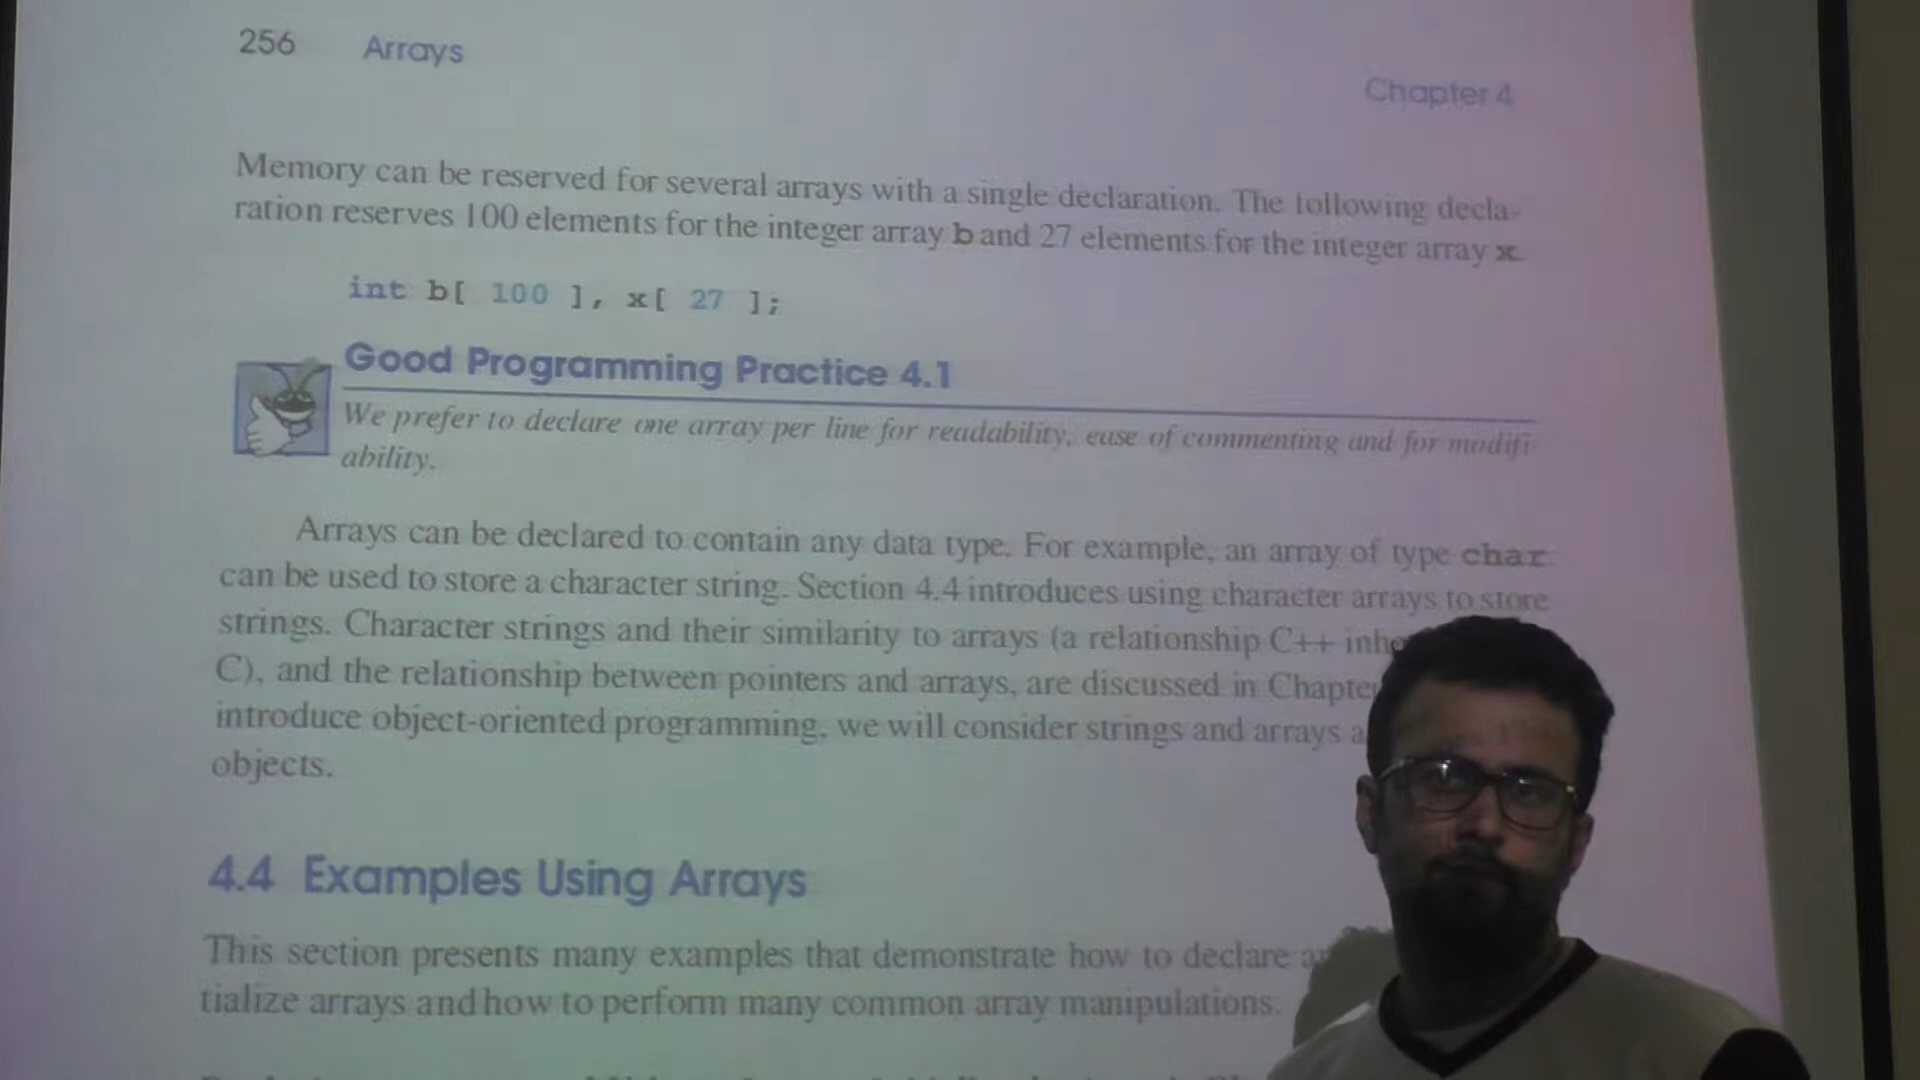 256 Arrays
Chapter 4
Memory can be reserved for several arrays with a single declaration. The following decla-
ration reserves 100 elements for the integer array b and 27 elements for the integer array x.
int b[ 100 ], x[ 27 ];
Good Programming Practice 4.1
We prefer to declare one array per line for readability, ease of commenting and for modifi-
ability.
Arrays can be declared to contain any data type. For example, an array of type char
can be used to store a character string. Section 4.4 introduces using character arrays to store
strings. Character strings and their similarity to arrays (a relationship C++
C), and the relationship between pointers and arrays, are discussed in Chapter
introduce object-oriented programming, we will consider strings and arrays
objects.
4.4 Examples Using Arrays
This section presents many examples that demonstrate how to declare
tialize arrays and how to perform many common array manipulations.